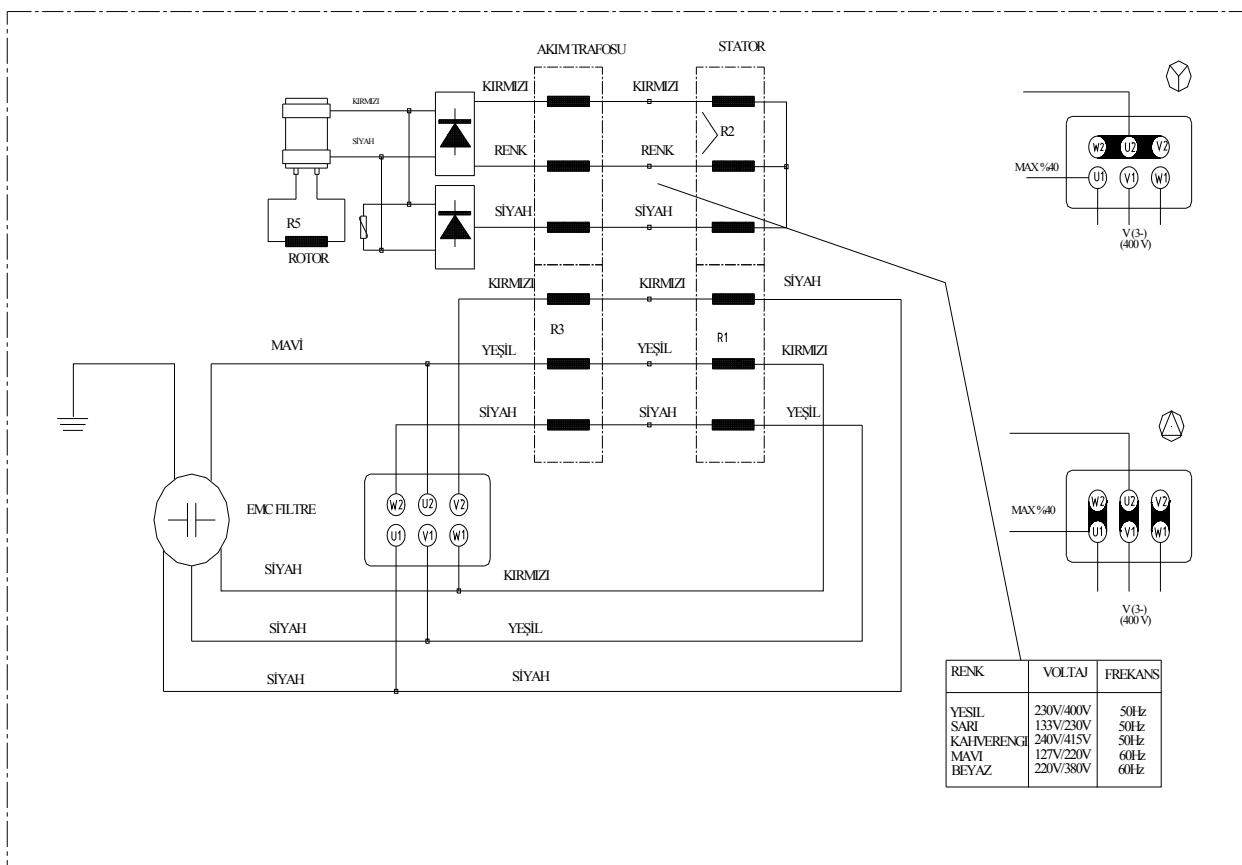 AKIM TRAFOSU
STATOR
KIRMIZI
KIRMIZI
KIRMIZI
SİYAH
R2
RENK
RENK
SİYAH
SİYAH
R5
ROTOR
KIRMIZI
KIRMIZI
SİYAH
R3
R1
MAVİ
YEŞİL
YEŞİL
KIRMIZI
SİYAH
SİYAH
YEŞİL
EMC FILTRE
W2 U2 V2
U1 V1 W1
SİYAH
KIRMIZI
SİYAH
YEŞİL
SİYAH
SİYAH
W2 U2 V2
MAX %40
U1 V1 W1
V (3-)
(400 V)
W2 U2 V2
MAX %40
U1 V1 W1
V (3-)
(400 V)
RENK VOLTAJ FREKANS
YESIL 230V/400V 50Hz
SARI 133V/230V 50Hz
KAHVERENGI 240V/415V 50Hz
MAVI 127V/220V 60Hz
BEYAZ 220V/380V 60Hz